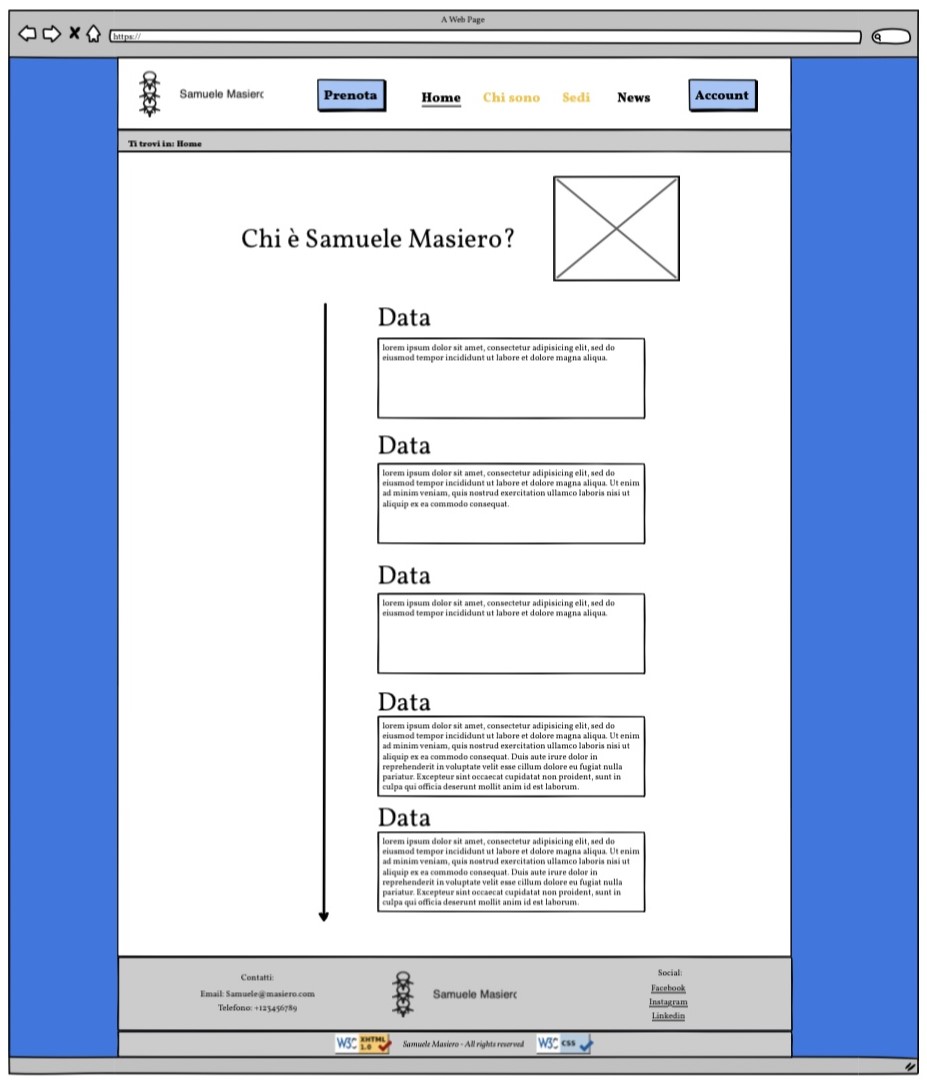 A Web Page
https://
Samuele Masierc
Prenota
Home
Chi sono
Sedi
News
Account
Ti trovi in: Home
Chi è Samuele Masiero?
Data
lorem ipsum dolor sit amet, consectetur adipisicing elit, sed do
eiusmod tempor incididunt ut labore et dolore magna aliqua.
Data
lorem ipsum dolor sit amet, consectetur adipisicing elit, sed do
eiusmod tempor incididunt ut labore et dolore magna aliqua. Ut enim
ad minim veniam, quis nostrud exercitation ullamco laboris nisi ut
aliquip ex ea commodo consequat.
Data
lorem ipsum dolor sit amet, consectetur adipisicing elit, sed do
eiusmod tempor incididunt ut labore et dolore magna aliqua.
Data
lorem ipsum dolor sit amet, consectetur adipisicing elit, sed do
eiusmod tempor incididunt ut labore et dolore magna aliqua. Ut enim
ad minim veniam, quis nostrud exercitation ullamco laboris nisi ut
aliquip ex ea commodo consequat. Duis aute irure dolor in
reprehenderit in voluptate velit esse cillum dolore eu fugiat nulla
pariatur. Excepteur sint occaecat cupidatat non proident, sunt in
culpa qui officia deserunt mollit anim id est laborum.
Data
lorem ipsum dolor sit amet, consectetur adipisicing elit, sed do
eiusmod tempor incididunt ut labore et dolore magna aliqua. Ut enim
ad minim veniam, quis nostrud exercitation ullamco laboris nisi ut
aliquip ex ea commodo consequat. Duis aute irure dolor in
reprehenderit in voluptate velit esse cillum dolore eu fugiat nulla
pariatur. Excepteur sint occaecat cupidatat non proident, sunt in
culpa qui officia deserunt mollit anim id est laborum.
Contatti:
Email: Samuele@masiero.com
Telefono: +123456789
Samuele Masierc
Social:
Facebook
Instagram
Linkedin
W3C XHTML 1.0
Samuele Masiero - All rights reserved
W3C css